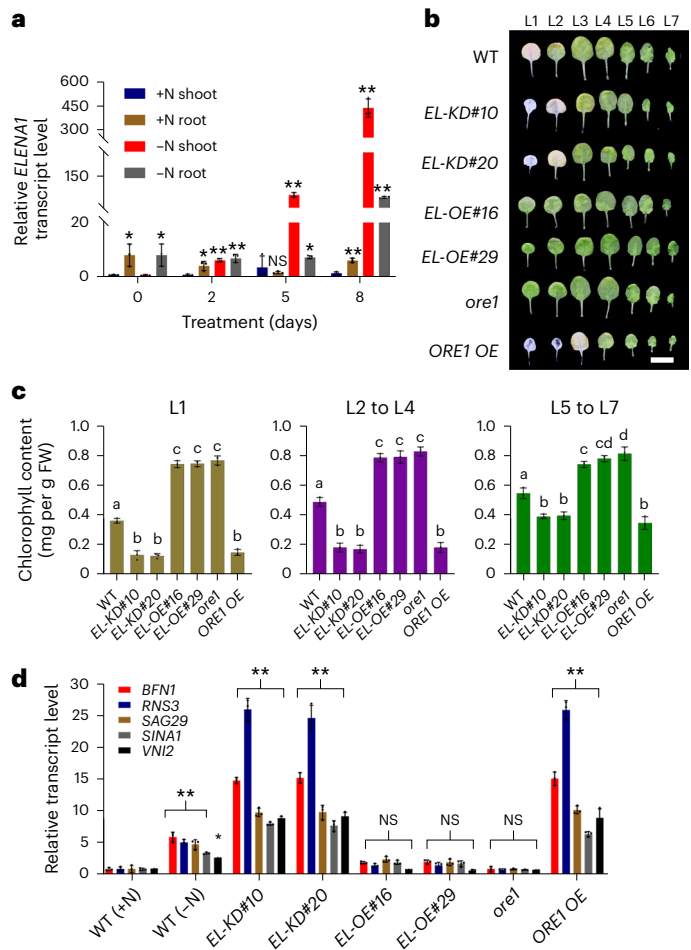 a
Relative ELENA1 transcript level
600
450
300
150
20
0
+N shoot
+N root
−N shoot
−N root
* * * ** ** NS ** * ** ** **
0 2 5 8
Treatment (days)
b
L1 L2 L3 L4 L5 L6 L7
WT
EL-KD#10
EL-KD#20
EL-OE#16
EL-OE#29
ore1
ORE1 OE
c
Chlorophyll content (mg per g FW)
L1
1.0
0.8
0.6
0.4
0.2
0
a b b c c c b
WT EL-KD#10 EL-KD#20 EL-OE#16 EL-OE#29 ore1 ORE1 OE
L2 to L4
1.0
0.8
0.6
0.4
0.2
0
a b b c c c b
WT EL-KD#10 EL-KD#20 EL-OE#16 EL-OE#29 ore1 ORE1 OE
L5 to L7
1.0
0.8
0.6
0.4
0.2
0
a b b c cd d b
WT EL-KD#10 EL-KD#20 EL-OE#16 EL-OE#29 ore1 ORE1 OE
d
Relative transcript level
30
25
20
15
10
5
0
BFN1
RNS3
SAG29
SINA1
VNI2
** * ** ** NS NS NS **
WT (+N) WT (−N) EL-KD#10 EL-KD#20 EL-OE#16 EL-OE#29 ore1 ORE1 OE